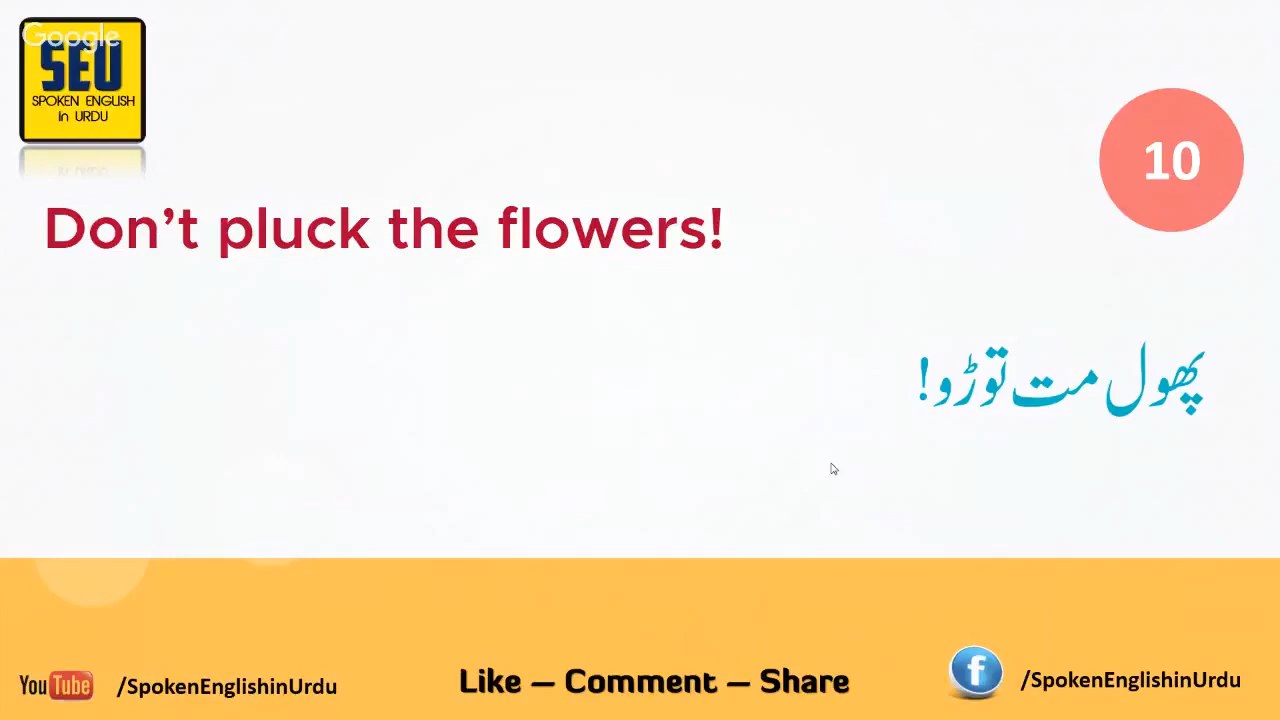 Google
SEU
SPOKEN ENGLISH
in URDU
10
Don’t pluck the flowers!
پھول مت توڑو!
YouTube /SpokenEnglishinUrdu
Like – Comment – Share
f /SpokenEnglishinUrdu